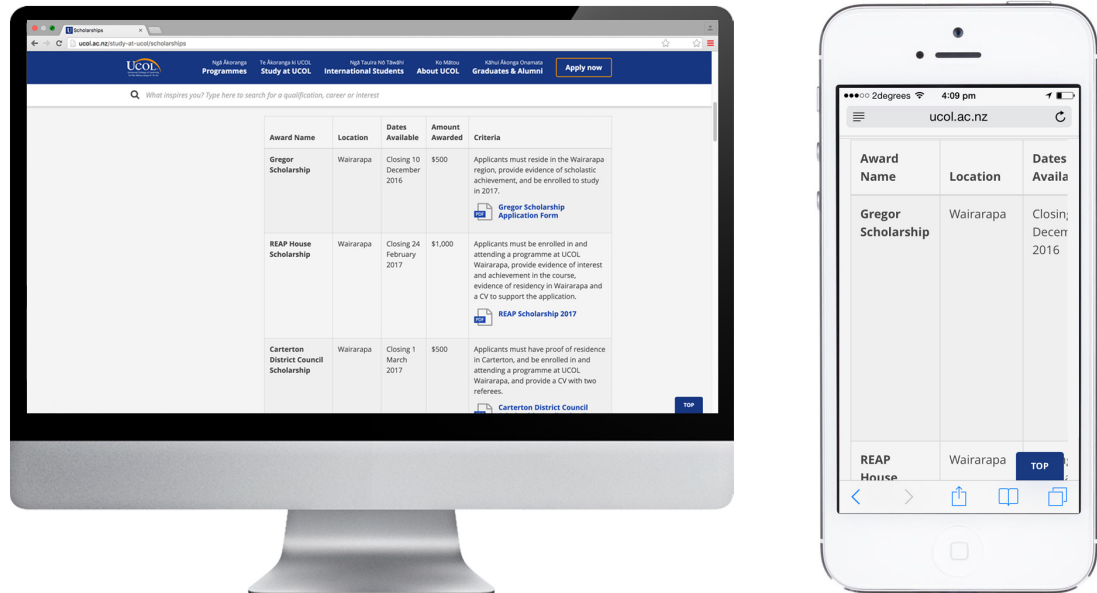 Scholarships
ucol.ac.nz/study-at-ucol/scholarships
UCOL
Ngā Ākoranga
Programmes
Te Ākoranga ki UCOL
Study at UCOL
Ngā Tauira Nō Tāwāhi
International Students
Ko Mātou
About UCOL
Kāhui Ākonga Onamata
Graduates & Alumni
Apply now
What inspires you? Type here to search for a qualification, career or interest
Award Name
Location
Dates
Available
Amount
Awarded
Criteria
Gregor
Scholarship
Wairarapa
Closing 10
December
2016
$500
Applicants must reside in the Wairarapa
region, provide evidence of scholastic
achievement, and be enrolled to study
in 2017.
PDF
Gregor Scholarship
Application Form
REAP House
Scholarship
Wairarapa
Closing 24
February
2017
$1,000
Applicants must be enrolled in and
attending a programme at UCOL
Wairarapa, provide evidence of interest
and achievement in the course,
evidence of residency in Wairarapa and
a CV to support the application.
PDF
REAP Scholarship 2017
Carterton
District Council
Scholarship
Wairarapa
Closing 1
March
2017
$500
Applicants must have proof of residence
in Carterton, and be enrolled in and
attending a programme at UCOL
Wairarapa, and provide a CV with two
referees.
Carterton District Council
TOP
2degrees
4:09 pm
ucol.ac.nz
Award
Name
Location
Dates
Availa
Gregor
Scholarship
Wairarapa
Closing
Decem
2016
REAP
House
Wairarapa
TOP